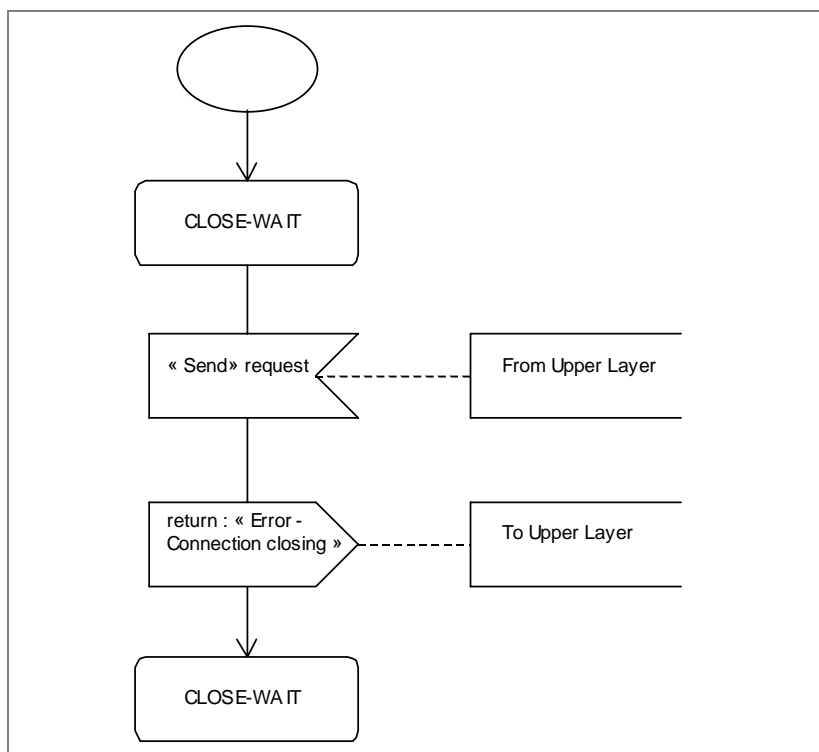 CLOSE-WAIT
« Send» request
From Upper Layer
return : « Error -
Connection closing »
To Upper Layer
CLOSE-WAIT